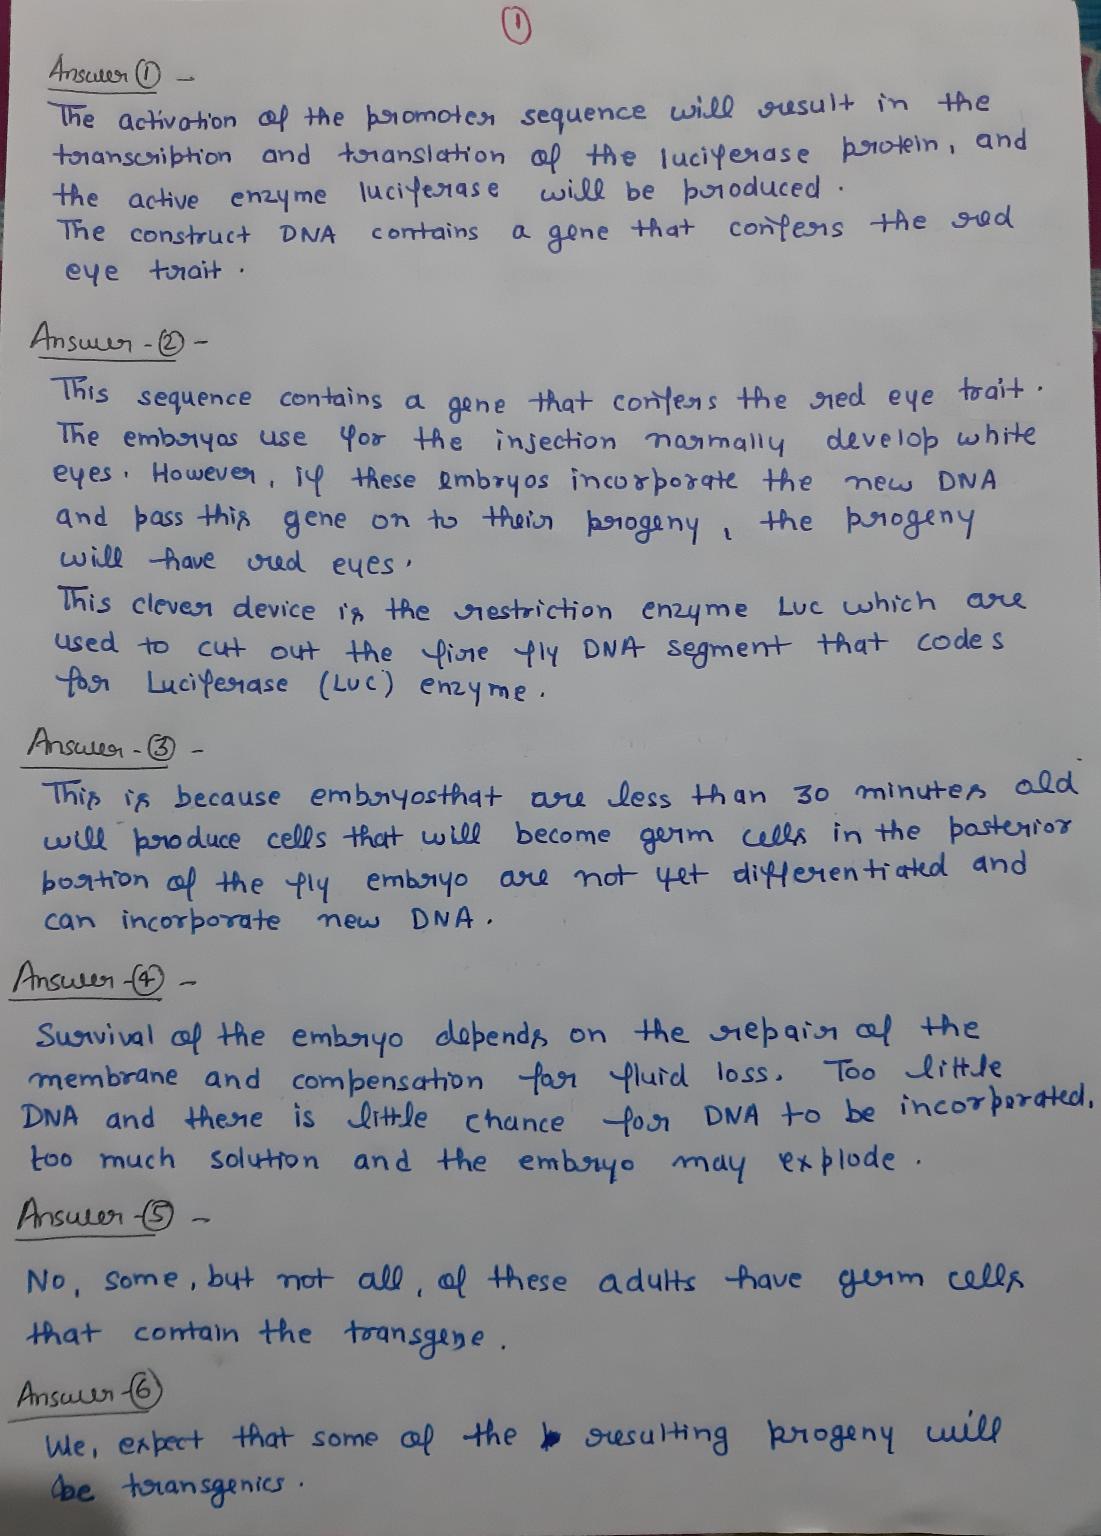 1
Answer ① -
The activation of the promoter sequence will result in the
transcription and translation of the luciferase protein, and
the active enzyme luciferase will be produced.
The construct DNA contains a gene that confers the red
eye trait.
Answer - ② -
This sequence contains a gene that confers the red eye trait.
The embryos use for the injection normally develop white
eyes. However, if these embryos incorporate the new DNA
and pass this gene on to their progeny, the progeny
will have red eyes.
This clever device is the restriction enzyme Luc which are
used to cut out the fire fly DNA segment that codes
for Luciferase (Luc) enzyme.
Answer - ③ -
This is because embryosthat are less than 30 minutes old
will produce cells that will become germ cells in the posterior
portion of the fly embryo are not yet differentiated and
can incorporate new DNA.
Answer - ④ -
Survival of the embryo depends on the repair of the
membrane and compensation for fluid loss. Too little
DNA and there is little chance for DNA to be incorporated,
too much solution and the embryo may explode.
Answer - ⑤ -
No, some, but not all, of these adults have germ cells
that contain the transgene.
Answer - ⑥
We, expect that some of the resulting progeny will
be transgenics.